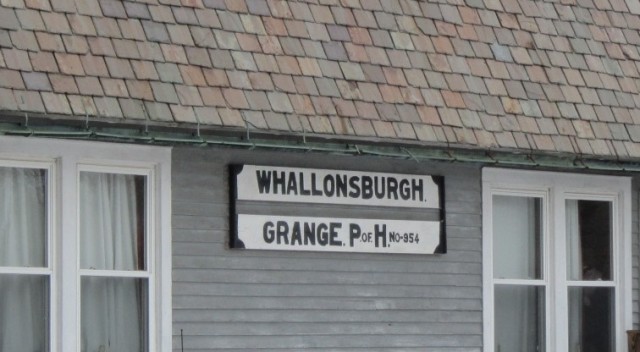 WHALLONSBURGH.
GRANGE. P. OF. H. NO-954